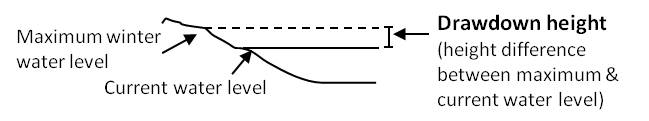 Maximum winter
water level
Current water level
Drawdown height
(height difference
between maximum &
current water level)